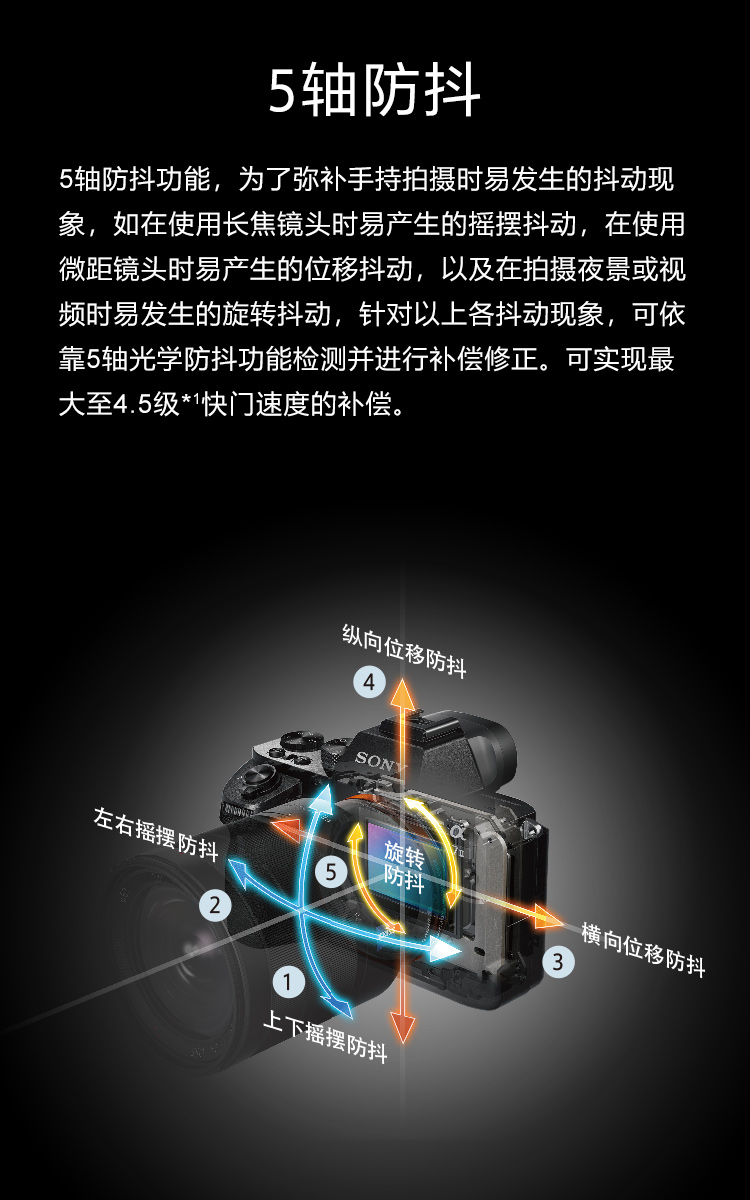 5轴防抖
5轴防抖功能，为了弥补手持拍摄时易发生的抖动现
象，如在使用长焦镜头时易产生的摇摆抖动，在使用
微距镜头时易产生的位移抖动，以及在拍摄夜景或视
频时易发生的旋转抖动，针对以上各抖动现象，可依
靠5轴光学防抖功能检测并进行补偿修正。可实现最
大至4.5级*1快门速度的补偿。
纵向位移防抖
4
SONY
左右摇摆防抖
α
7II
旋转
防抖
5
2
横向位移防抖
3
1
上下摇摆防抖